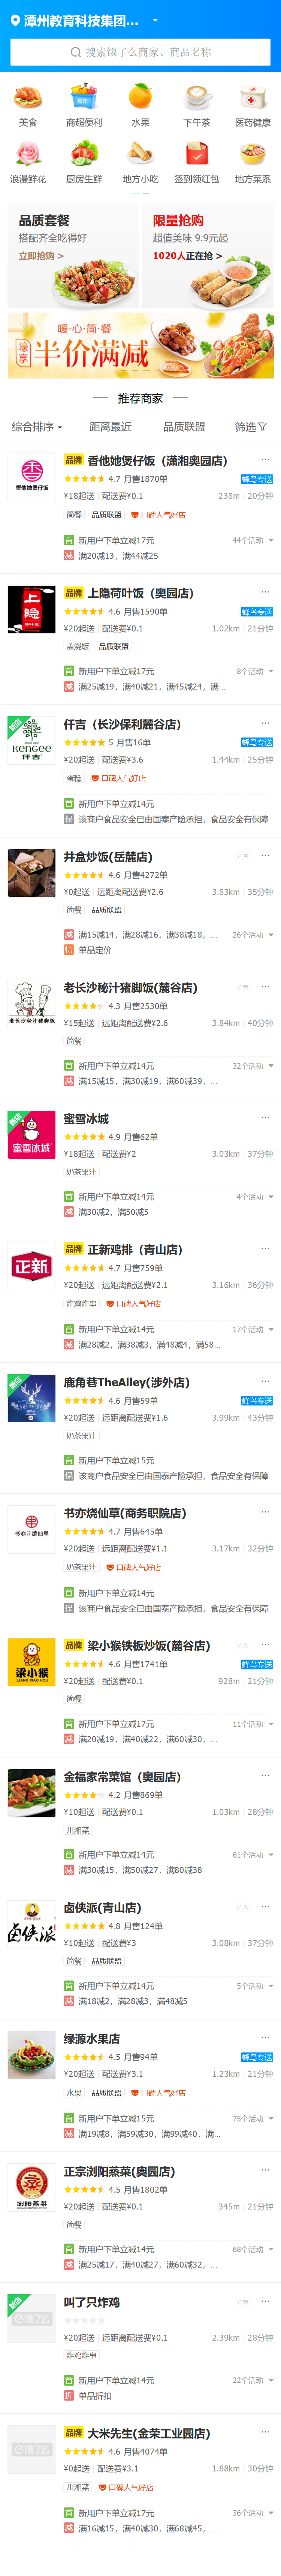 潭州教育科技集团...
搜索饿了么商家、商品名称
美食 商超便利 水果 下午茶 医药健康
浪漫鲜花 厨房生鲜 地方小吃 签到领红包 地方菜系
品质套餐 限量抢购
搭配齐全吃得好 超值美味 9.9元起
立即抢购 > 1020人正在抢 >
暖·心·简·餐
半价满减
推荐商家
综合排序 距离最近 品质联盟 筛选
品牌 香他她煲仔饭（潇湘奥园店）
4.7 月售1870单 蜂鸟专送
¥18起送 | 配送费¥0.1 238m | 20分钟
简餐 品质联盟 口碑人气好店
首 新用户下单立减17元 44个活动
减 满20减13，满44减25
品牌 上隐荷叶饭（奥园店）
4.6 月售1590单 蜂鸟专送
¥20起送 | 配送费¥0.1 1.02km | 21分钟
盖浇饭 品质联盟
首 新用户下单立减17元 8个活动
减 满25减19，满40减21，满45减24，满...
新店 仟吉（长沙保利麓谷店）
KENGEE
仟吉
5 月售16单 蜂鸟专送
¥20起送 | 配送费¥3.6 1.44km | 25分钟
蛋糕 口碑人气好店
首 新用户下单立减14元
保 该商户食品安全已由国泰产险承担，食品安全有保障
井盒炒饭(岳麓店) 广告
4.6 月售4272单
¥0起送 | 远距离配送费¥2.6 3.83km | 35分钟
简餐 品质联盟
减 满15减14，满28减16，满38减18，... 26个活动
特 单品定价
老长沙秘汁猪脚饭(麓谷店) 广告
老长沙秘汁猪脚饭
4.3 月售2530单
¥15起送 | 远距离配送费¥2.6 3.84km | 40分钟
简餐
首 新用户下单立减14元 32个活动
减 满15减15，满30减19，满60减39，...
新店 蜜雪冰城
蜜雪冰城
4.9 月售62单
¥18起送 | 配送费¥2 3.03km | 37分钟
奶茶果汁
首 新用户下单立减14元 4个活动
减 满30减2，满50减5
品牌 正新鸡排（青山店）
正新
4.7 月售759单
¥20起送 | 远距离配送费¥2.1 3.16km | 36分钟
炸鸡炸串 口碑人气好店
首 新用户下单立减14元 17个活动
减 满28减2，满38减3，满48减4，满58...
新店 鹿角巷TheAlley(涉外店)
4.6 月售59单 蜂鸟专送
¥20起送 | 远距离配送费¥1.6 3.99km | 43分钟
奶茶果汁
首 新用户下单立减15元
保 该商户食品安全已由国泰产险承担，食品安全有保障
书亦烧仙草(商务职院店)
书亦烧仙草
4.7 月售645单
¥20起送 | 远距离配送费¥1.1 3.17km | 32分钟
奶茶果汁 口碑人气好店
首 新用户下单立减14元
保 该商户食品安全已由国泰产险承担，食品安全有保障
品牌 梁小猴铁板炒饭(麓谷店) 广告
梁小猴
LIANG XIAO HOU
4.6 月售1741单 蜂鸟专送
¥20起送 | 配送费¥0.1 928m | 21分钟
简餐
首 新用户下单立减17元 11个活动
减 满20减19，满40减22，满60减30，...
金福家常菜馆（奥园店）
4.2 月售869单
¥10起送 | 配送费¥0.1 1.03km | 28分钟
川湘菜
首 新用户下单立减14元 61个活动
减 满30减15，满50减27，满80减38
卤侠派(青山店) 广告
卤侠派
4.8 月售124单
¥10起送 | 配送费¥3 3.08km | 37分钟
简餐 品质联盟
首 新用户下单立减14元 5个活动
减 满18减2，满28减3，满48减5
绿源水果店
4.5 月售94单 蜂鸟专送
¥20起送 | 配送费¥3.1 1.23km | 21分钟
水果 品质联盟 口碑人气好店
首 新用户下单立减15元 75个活动
减 满19减8，满59减30，满99减40，满...
正宗浏阳蒸菜(奥园店)
浏阳蒸菜
4.5 月售1802单
¥20起送 | 配送费¥0.1 345m | 21分钟
简餐
首 新用户下单立减14元 68个活动
减 满25减17，满40减27，满60减32，...
新店 叫了只炸鸡 广告
饿了么
¥20起送 | 远距离配送费¥0.1 2.39km | 28分钟
炸鸡炸串
首 新用户下单立减14元 22个活动
折 单品折扣
品牌 大米先生(金荣工业园店)
饿了么
4.6 月售4074单
¥0起送 | 配送费¥3.1 1.88km | 30分钟
川湘菜 口碑人气好店
首 新用户下单立减17元 36个活动
减 满16减15，满40减30，满68减45，...